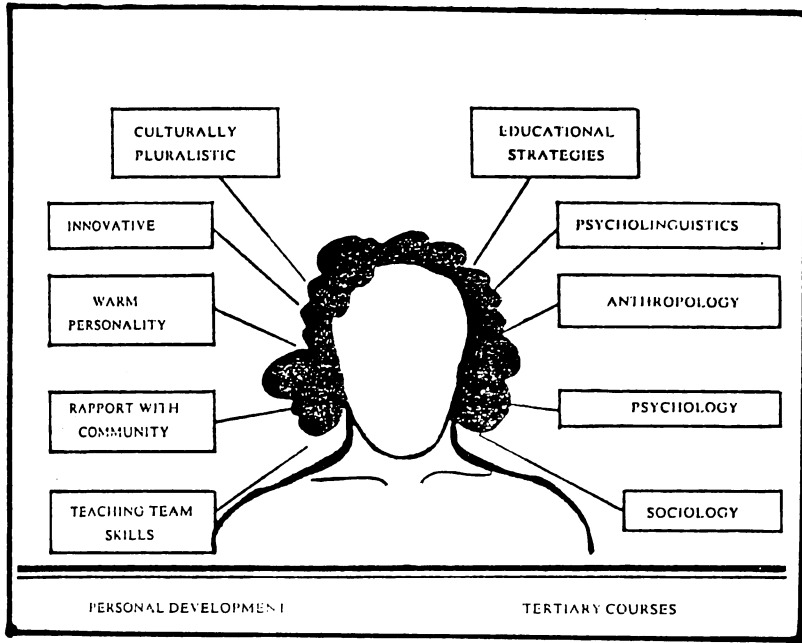 CULTURALLY
PLURALISTIC
INNOVATIVE
WARM
PERSONALITY
RAPPORT WITH
COMMUNITY
TEACHING TEAM
SKILLS
EDUCATIONAL
STRATEGIES
PSYCHOLINGUISTICS
ANTHROPOLOGY
PSYCHOLOGY
SOCIOLOGY
PERSONAL DEVELOPMENT
TERTIARY COURSES